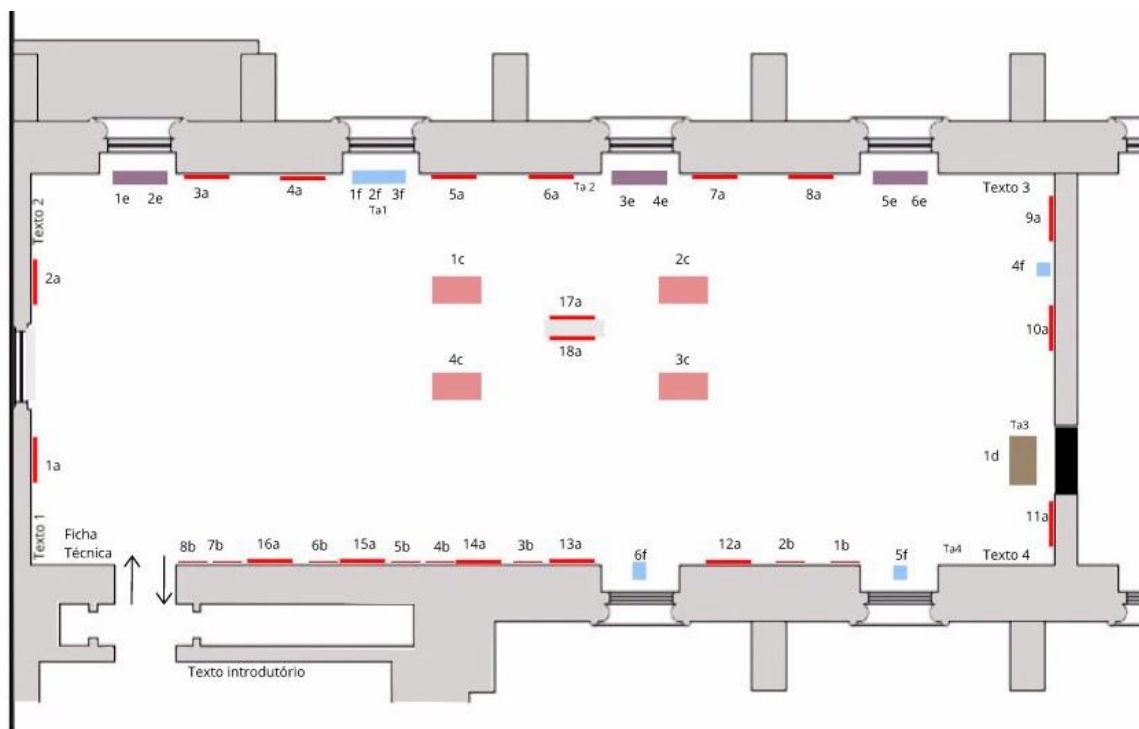 Texto 2
1e 2e
3a
4a
1f 2f 3f
Ta1
5a
6a
Ta 2
3e 4e
7a
8a
5e 6e
Texto 3
9a
2a
4f
1c
2c
17a
18a
10a
4c
3c
1a
Ta3
1d
11a
Texto 1
Ficha
Técnica
8b
7b
16a
6b
15a
5b
4b
14a
3b
13a
6f
12a
2b
1b
5f
Ta4
Texto 4
Texto introdutório